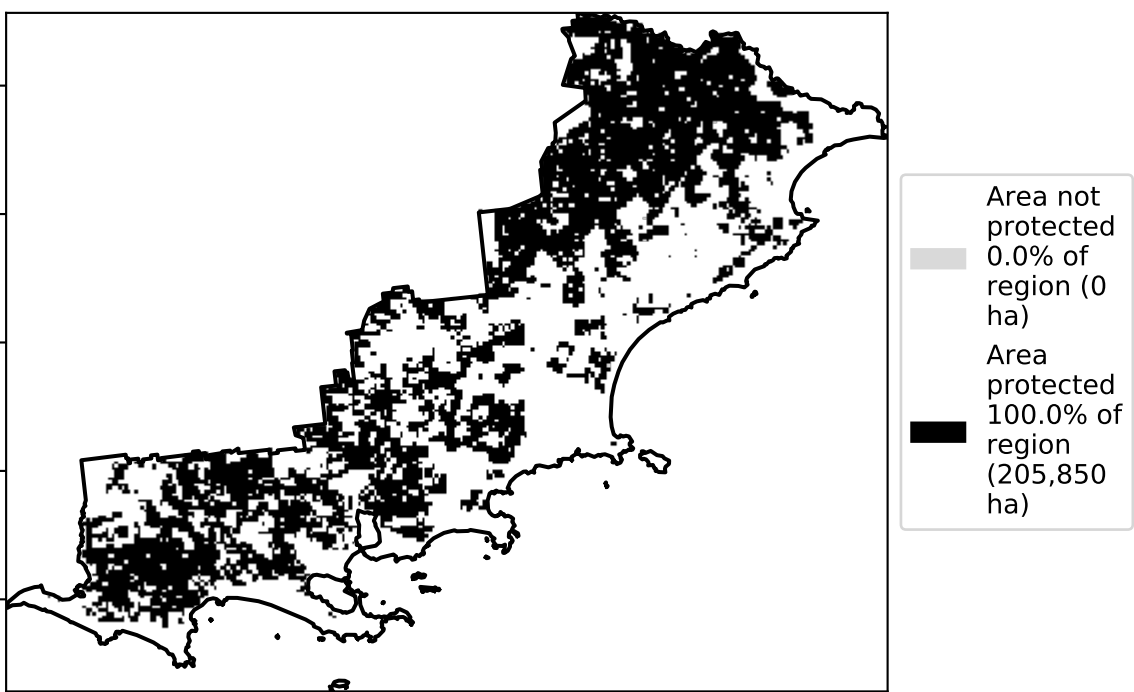 Area not
protected
0.0% of
region (0
ha)
Area
protected
100.0% of
region
(205,850
ha)